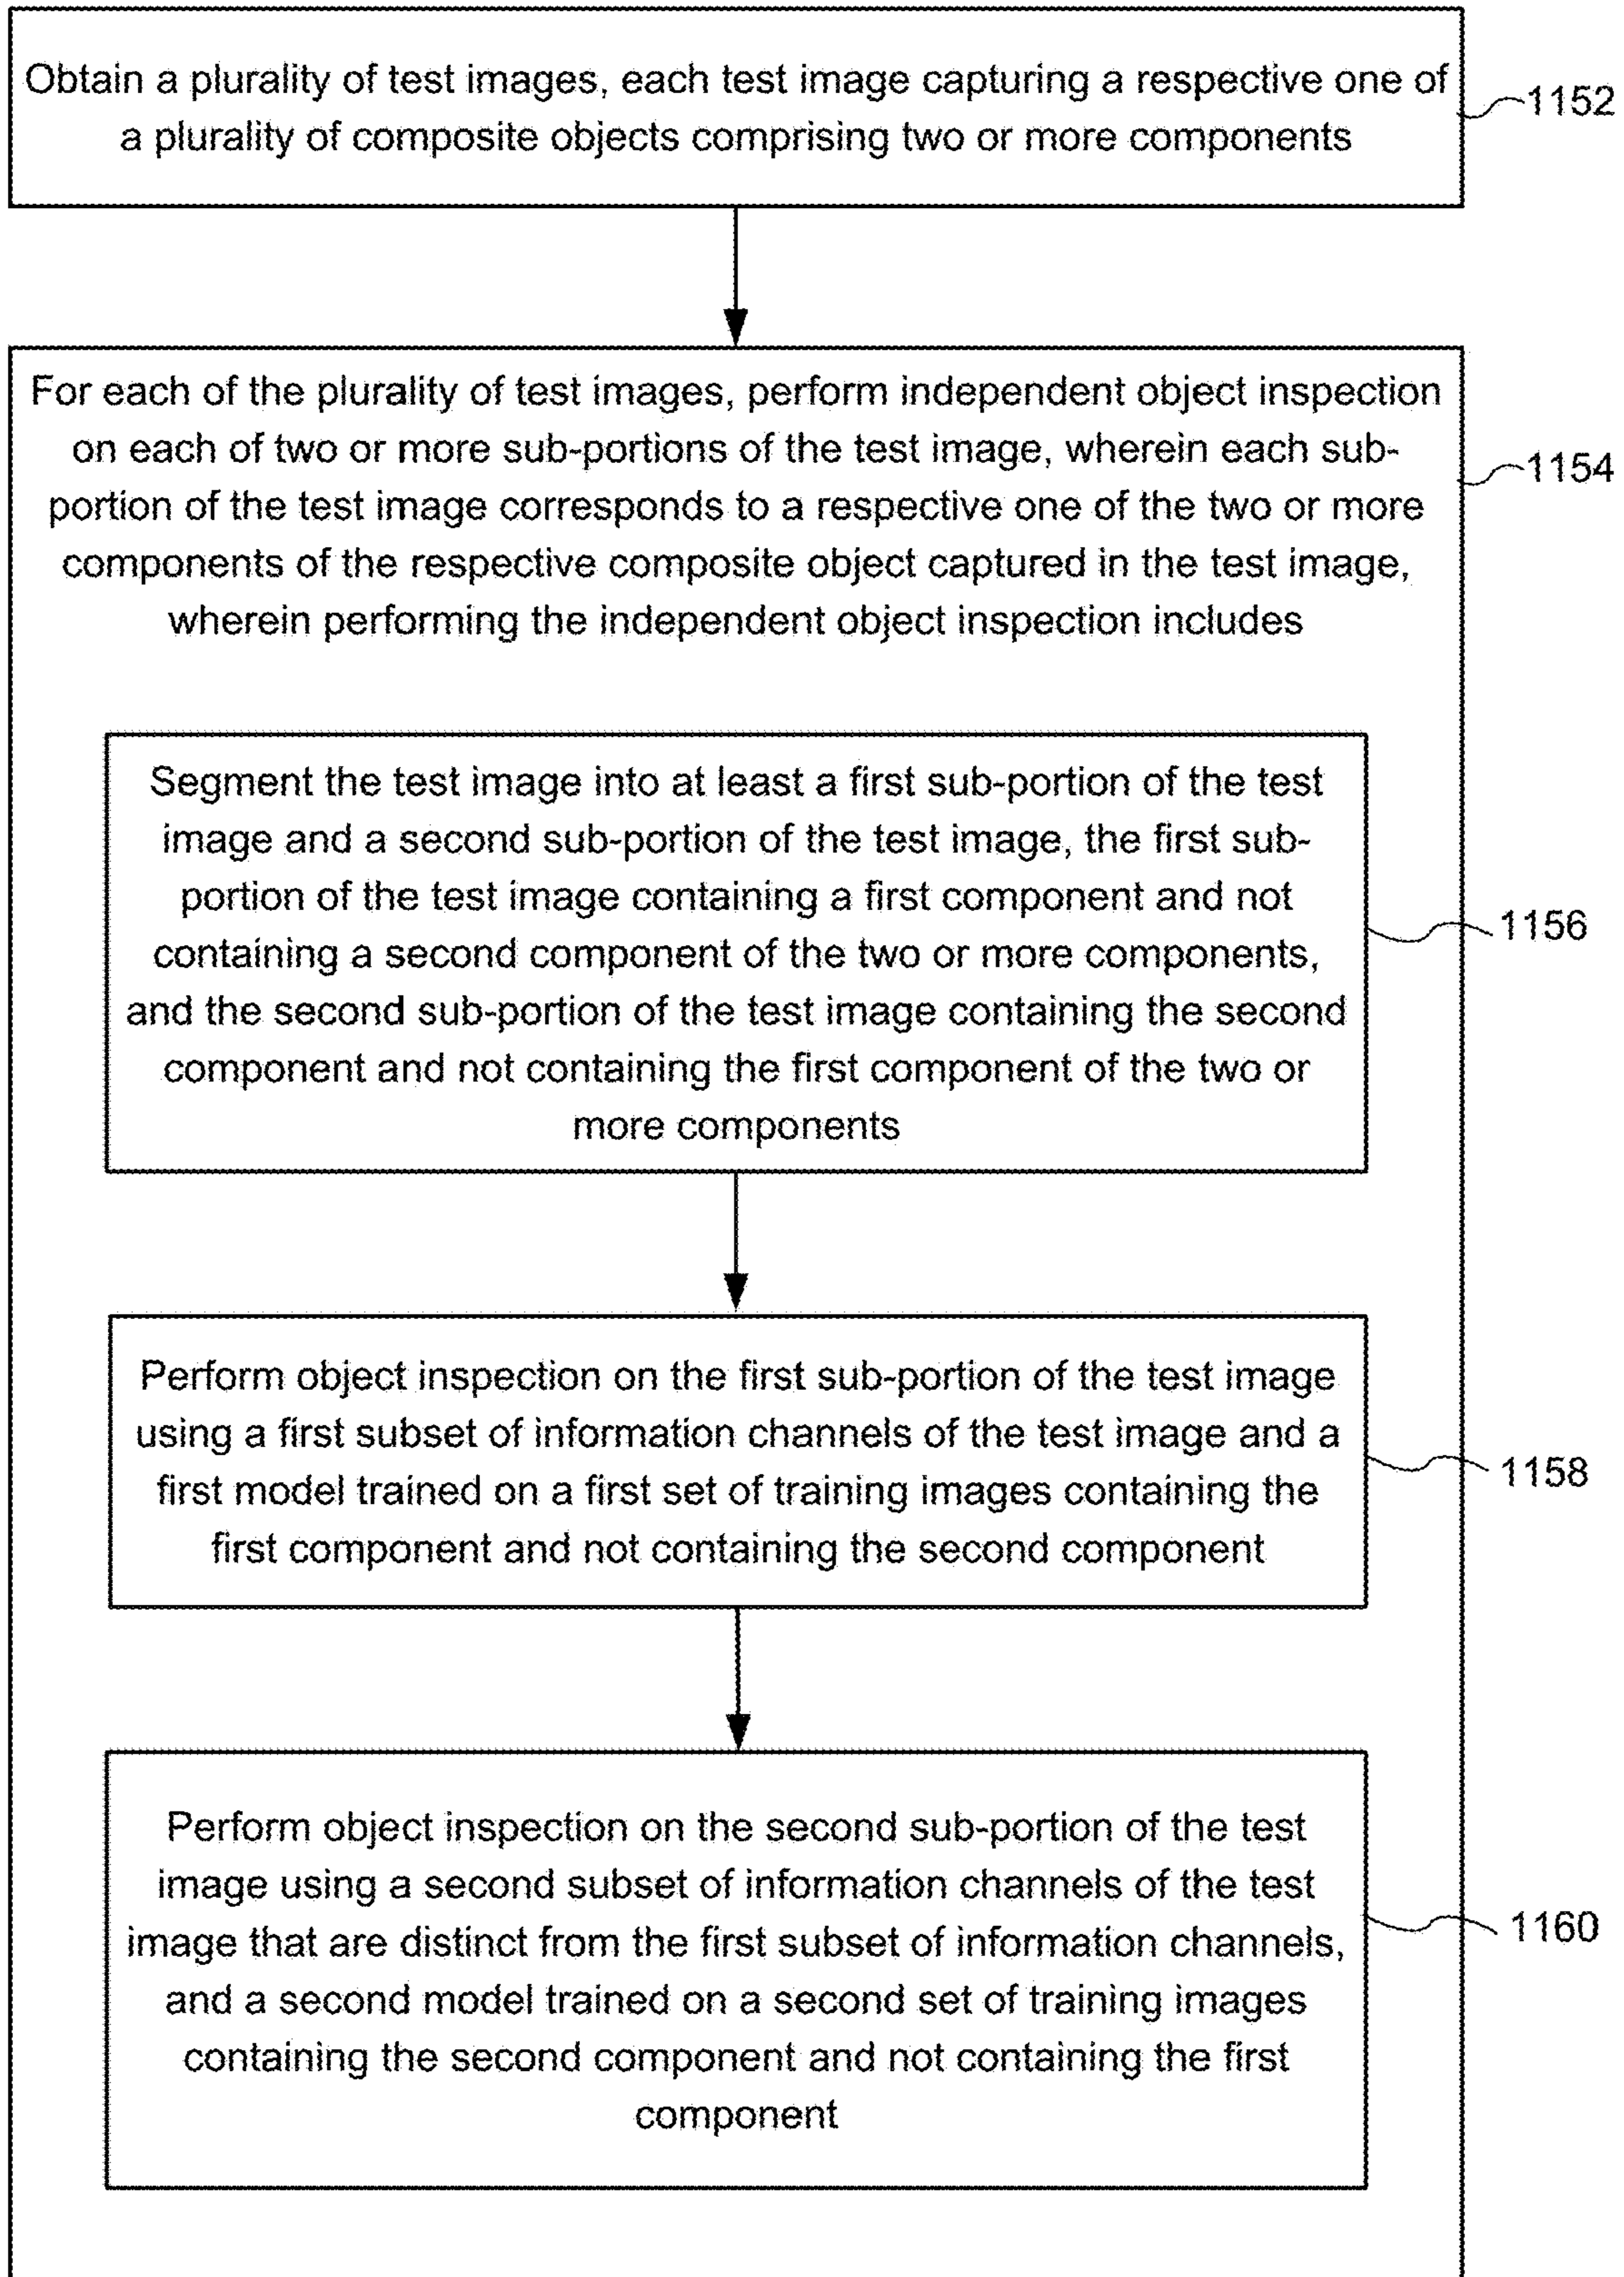 Obtain a plurality of test images, each test image capturing a respective one of
a plurality of composite objects comprising two or more components
1152
For each of the plurality of test images, perform independent object inspection
on each of two or more sub-portions of the test image, wherein each sub-
portion of the test image corresponds to a respective one of the two or more
components of the respective composite object captured in the test image,
wherein performing the independent object inspection includes
1154
Segment the test image into at least a first sub-portion of the test
image and a second sub-portion of the test image, the first sub-
portion of the test image containing a first component and not
containing a second component of the two or more components,
and the second sub-portion of the test image containing the second
component and not containing the first component of the two or
more components
1156
Perform object inspection on the first sub-portion of the test image
using a first subset of information channels of the test image and a
first model trained on a first set of training images containing the
first component and not containing the second component
1158
Perform object inspection on the second sub-portion of the test
image using a second subset of information channels of the test
image that are distinct from the first subset of information channels,
and a second model trained on a second set of training images
containing the second component and not containing the first
component
1160